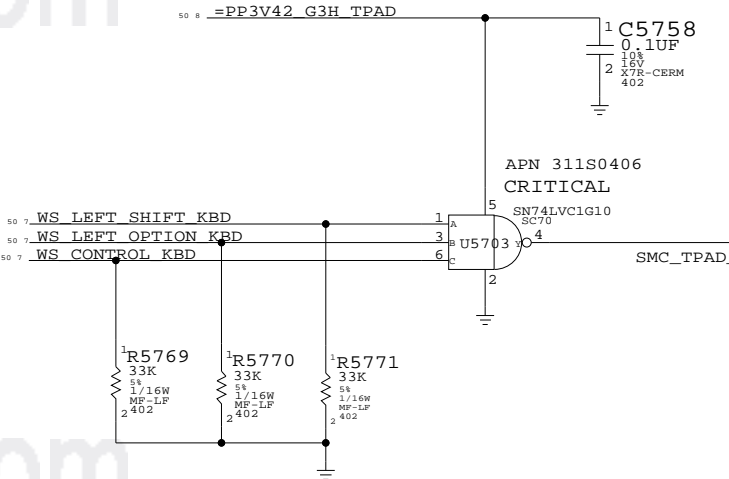 50 8 =PP3V42_G3H_TPAD
1 C5758
0.1UF
10%
16V
2 X7R-CERM
402
APN 311S0406
CRITICAL
5 SN74LVC1G10
SC70
50 7 WS_LEFT_SHIFT_KBD 1 A
50 7 WS_LEFT_OPTION_KBD 3 B U5703 Y 4
50 7 WS_CONTROL_KBD 6 C
SMC_TPAD_
2
1 R5769
33K
5%
1/16W
MF-LF
2 402
1 R5770
33K
5%
1/16W
MF-LF
2 402
1 R5771
33K
5%
1/16W
MF-LF
2 402
om